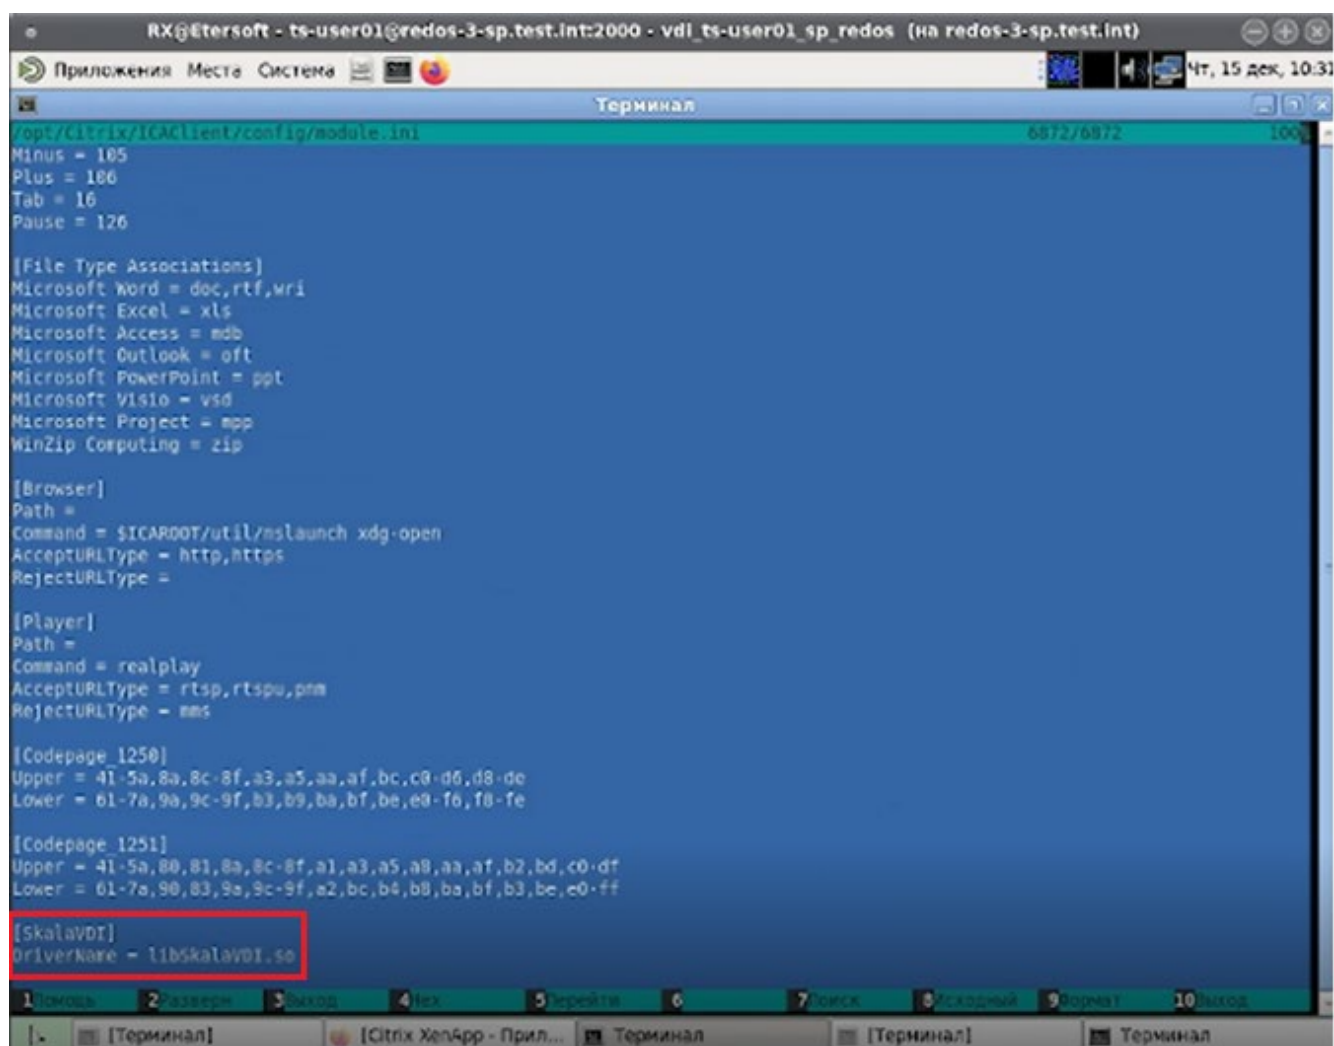 RX@Etersoft - ts-user01@redos-3-sp.test.int:2000 - vdi_ts-user01_sp_redos (на redos-3-sp.test.int)
Приложения Места Система Чт, 15 дек, 10:31
Терминал
/opt/Citrix/ICAClient/config/module.ini 6872/6872 100%
Minus = 105
Plus = 106
Tab = 16
Pause = 126
[File Type Associations]
Microsoft Word = doc,rtf,wri
Microsoft Excel = xls
Microsoft Access = mdb
Microsoft Outlook = oft
Microsoft PowerPoint = ppt
Microsoft Visio = vsd
Microsoft Project = mpp
WinZip Computing = zip
[Browser]
Path =
Command = $ICAROOT/util/nslaunch xdg-open
AcceptURLType = http,https
RejectURLType =
[Player]
Path =
Command = realplay
AcceptURLType = rtsp,rtspu,pnm
RejectURLType = mms
[Codepage_1250]
Upper = 41-5a,8a,8c-8f,a3,a5,aa,af,bc,c0-d6,d8-de
Lower = 61-7a,9a,9c-9f,b3,b9,ba,bf,be,e0-f6,f8-fe
[Codepage_1251]
Upper = 41-5a,80,81,8a,8c-8f,a1,a3,a5,a8,aa,af,b2,bd,c0-df
Lower = 61-7a,90,83,9a,9c-9f,a2,bc,b4,b8,ba,bf,b3,be,e0-ff
[SkalaVDI]
DriverName = libSkalaVDI.so
1Помощь 2Разверн 3Выход 4Hex 5Перейти 6 7Поиск 8Исходный 9Формат 10Выход
[Терминал] [Citrix XenApp - Прил... Терминал [Терминал] Терминал